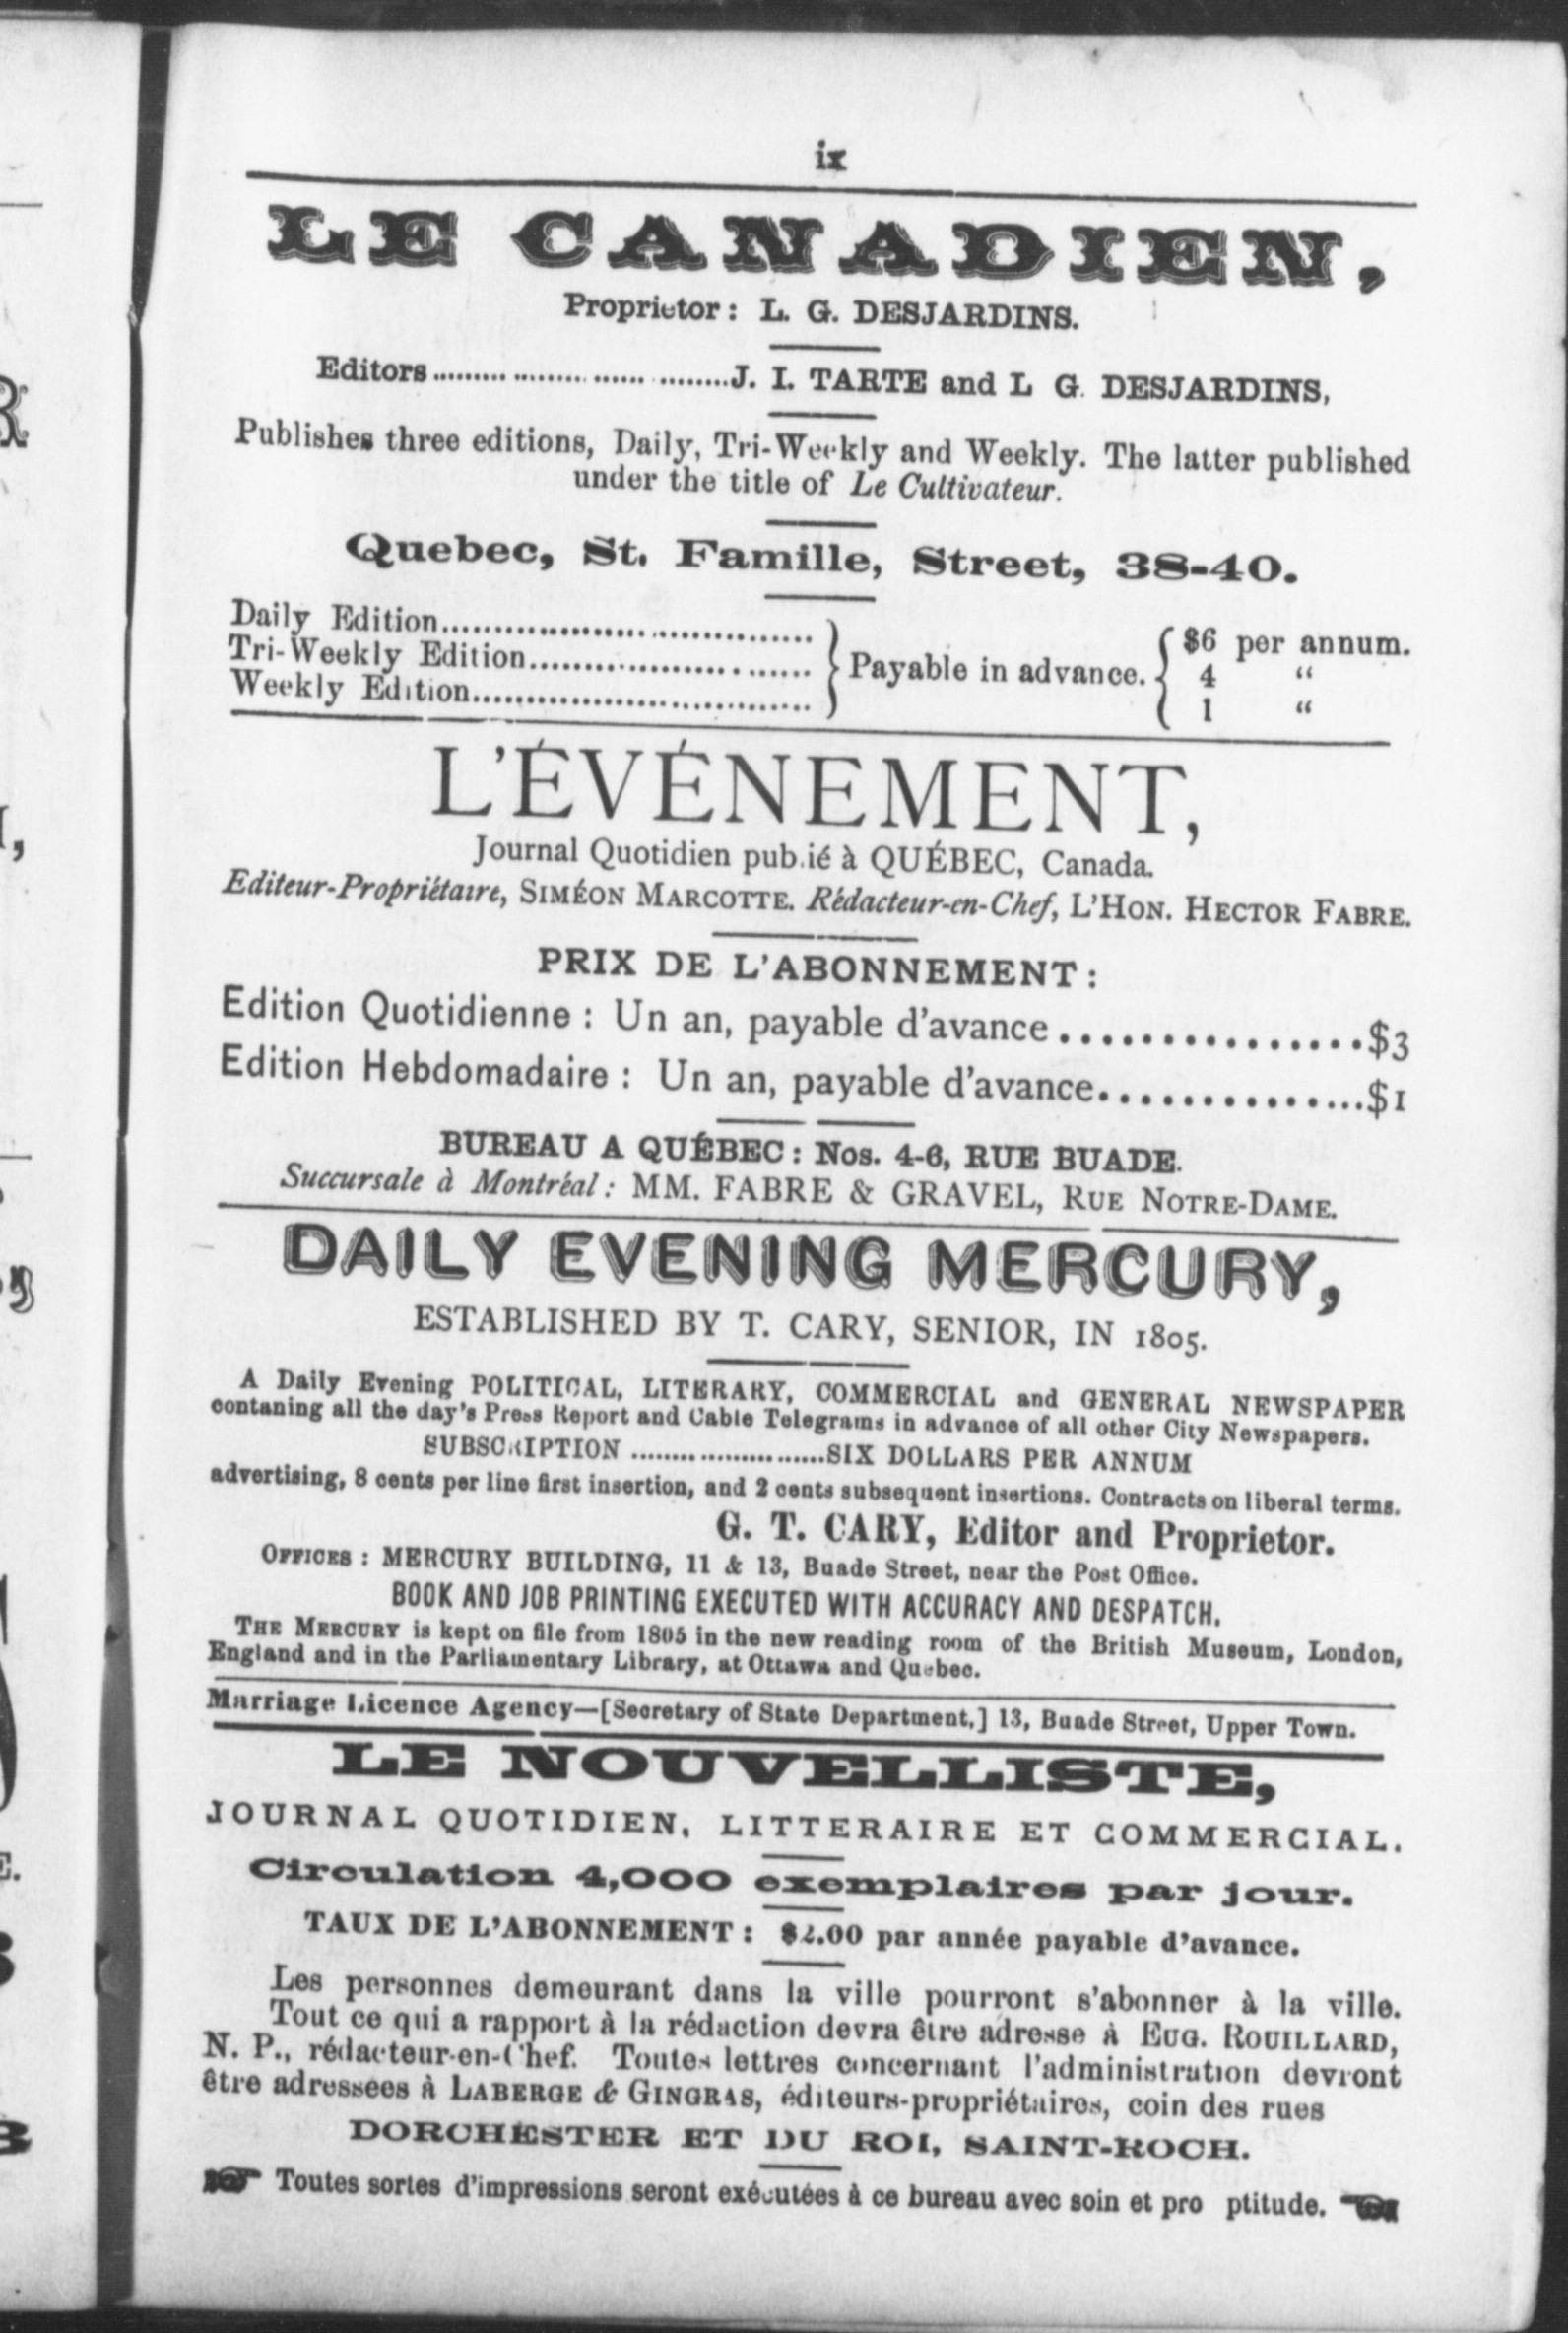 ix
LE CANADIEN,
Proprietor: L. G. DESJARDINS.
Editors.....................................J. I. TARTE and L G. DESJARDINS,
Publishes three editions, Daily, Tri-Weekly and Weekly. The latter published
under the title of Le Cultivateur.
Quebec, St. Famille, Street, 38-40.
Daily Edition.................................... } Payable in advance. { $6 per annum.
Tri-Weekly Edition............................ 4 “
Weekly Edition.................................. 1 “
L'ÉVÉNEMENT,
Journal Quotidien pub.ié à QUÉBEC, Canada.
Editeur-Propriétaire, SIMÉON MARCOTTE. Rédacteur-en-Chef, L'HON. HECTOR FABRE.
PRIX DE L'ABONNEMENT:
Edition Quotidienne : Un an, payable d'avance................$3
Edition Hebdomadaire : Un an, payable d'avance...............$1
BUREAU A QUÉBEC: Nos. 4-6, RUE BUADE.
Succursale à Montréal: MM. FABRE & GRAVEL, RUE NOTRE-DAME.
DAILY EVENING MERCURY,
ESTABLISHED BY T. CARY, SENIOR, IN 1805.
A Daily Evening POLITICAL, LITERARY, COMMERCIAL and GENERAL NEWSPAPER
contaning all the day's Press Report and Cable Telegrams in advance of all other City Newspapers.
SUBSCRIPTION ........................SIX DOLLARS PER ANNUM
advertising, 8 cents per line first insertion, and 2 cents subsequent insertions. Contracts on liberal terms.
G. T. CARY, Editor and Proprietor.
OFFICES : MERCURY BUILDING, 11 & 13, Buade Street, near the Post Office.
BOOK AND JOB PRINTING EXECUTED WITH ACCURACY AND DESPATCH.
THE MERCURY is kept on file from 1805 in the new reading room of the British Museum, London,
England and in the Parliamentary Library, at Ottawa and Quebec.
Marriage Licence Agency—[Secretary of State Department,] 13, Buade Street, Upper Town.
LE NOUVELLISTE,
JOURNAL QUOTIDIEN, LITTERAIRE ET COMMERCIAL.
Circulation 4,000 exemplaires par jour.
TAUX DE L'ABONNEMENT: $2.00 par année payable d'avance.
Les personnes demeurant dans la ville pourront s'abonner à la ville.
Tout ce qui a rapport à la rédaction devra être adresse à EUG. ROUILLARD,
N. P., rédacteur-en-Chef. Toutes lettres concernant l'administration devront
être adressees à LABERGE & GINGRAS, éditeurs-propriétaires, coin des rues
DORCHESTER ET DU ROI, SAINT-ROCH.
Toutes sortes d'impressions seront exécutées à ce bureau avec soin et pro ptitude.